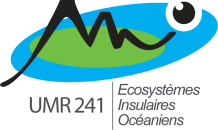 UMR 241
Ecosystèmes
Insulaires
Océaniens